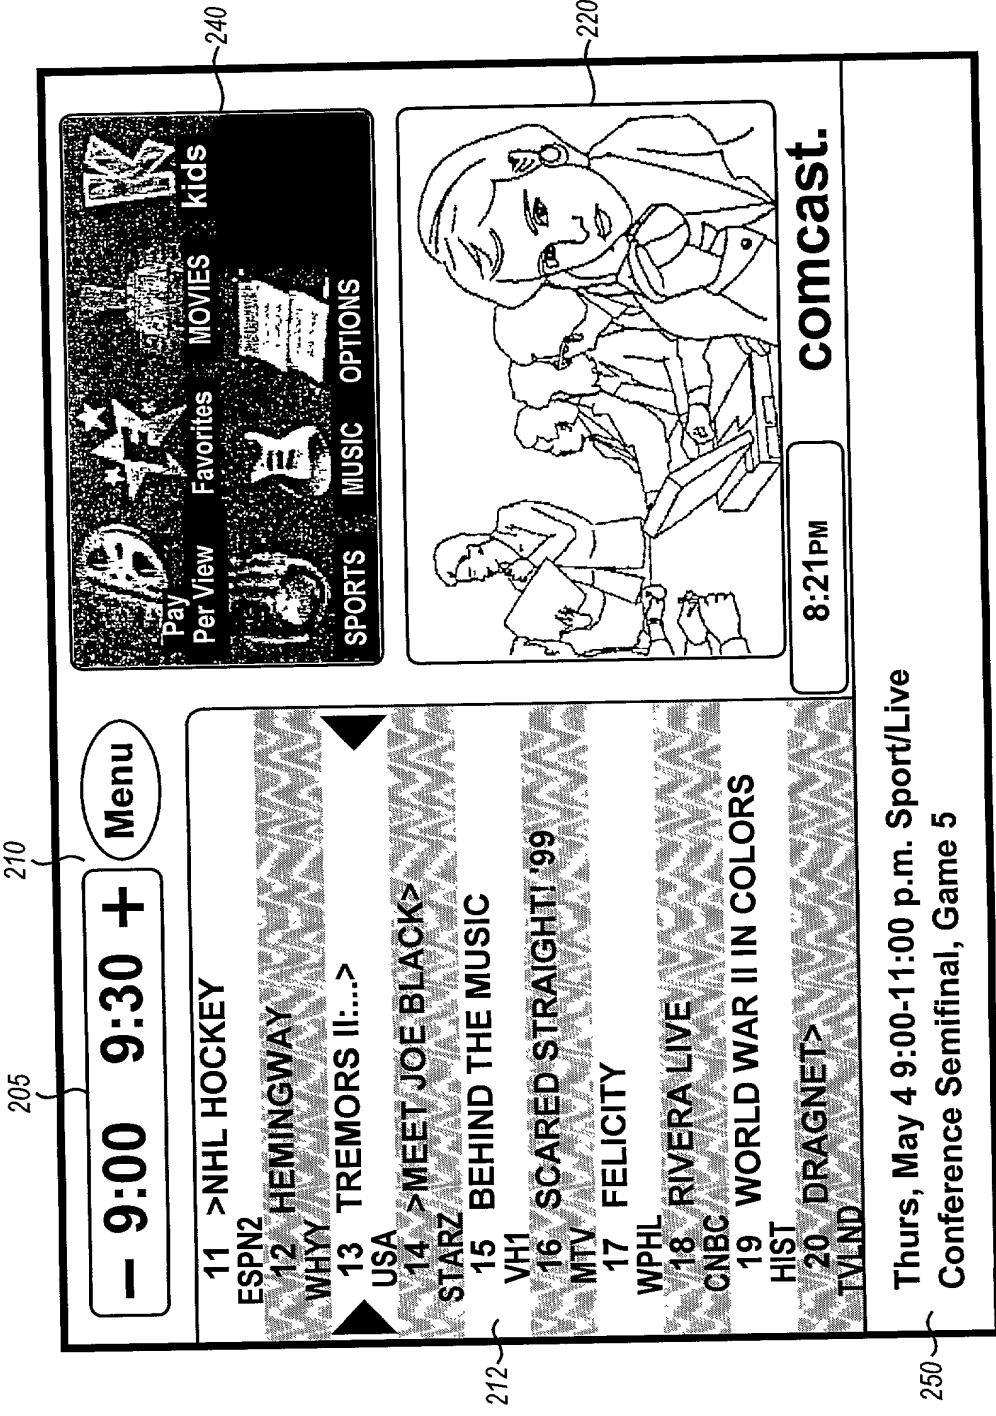 205
210
240
− 9:00 9:30 +
Menu
11 >NHL HOCKEY
ESPN2
12 HEMINGWAY
WHYY
13 TREMORS II:...>
USA
14 >MEET JOE BLACK>
STARZ
15 BEHIND THE MUSIC
VH1
16 SCARED STRAIGHT! '99
MTV
17 FELICITY
WPHL
18 RIVERA LIVE
CNBC
19 WORLD WAR II IN COLORS
HIST
20 DRAGNET>
TVLND
Pay
Per View Favorites MOVIES kids
K
SPORTS MUSIC OPTIONS
220
8:21PM comcast.
212
Thurs, May 4 9:00-11:00 p.m. Sport/Live
Conference Semifinal, Game 5
250